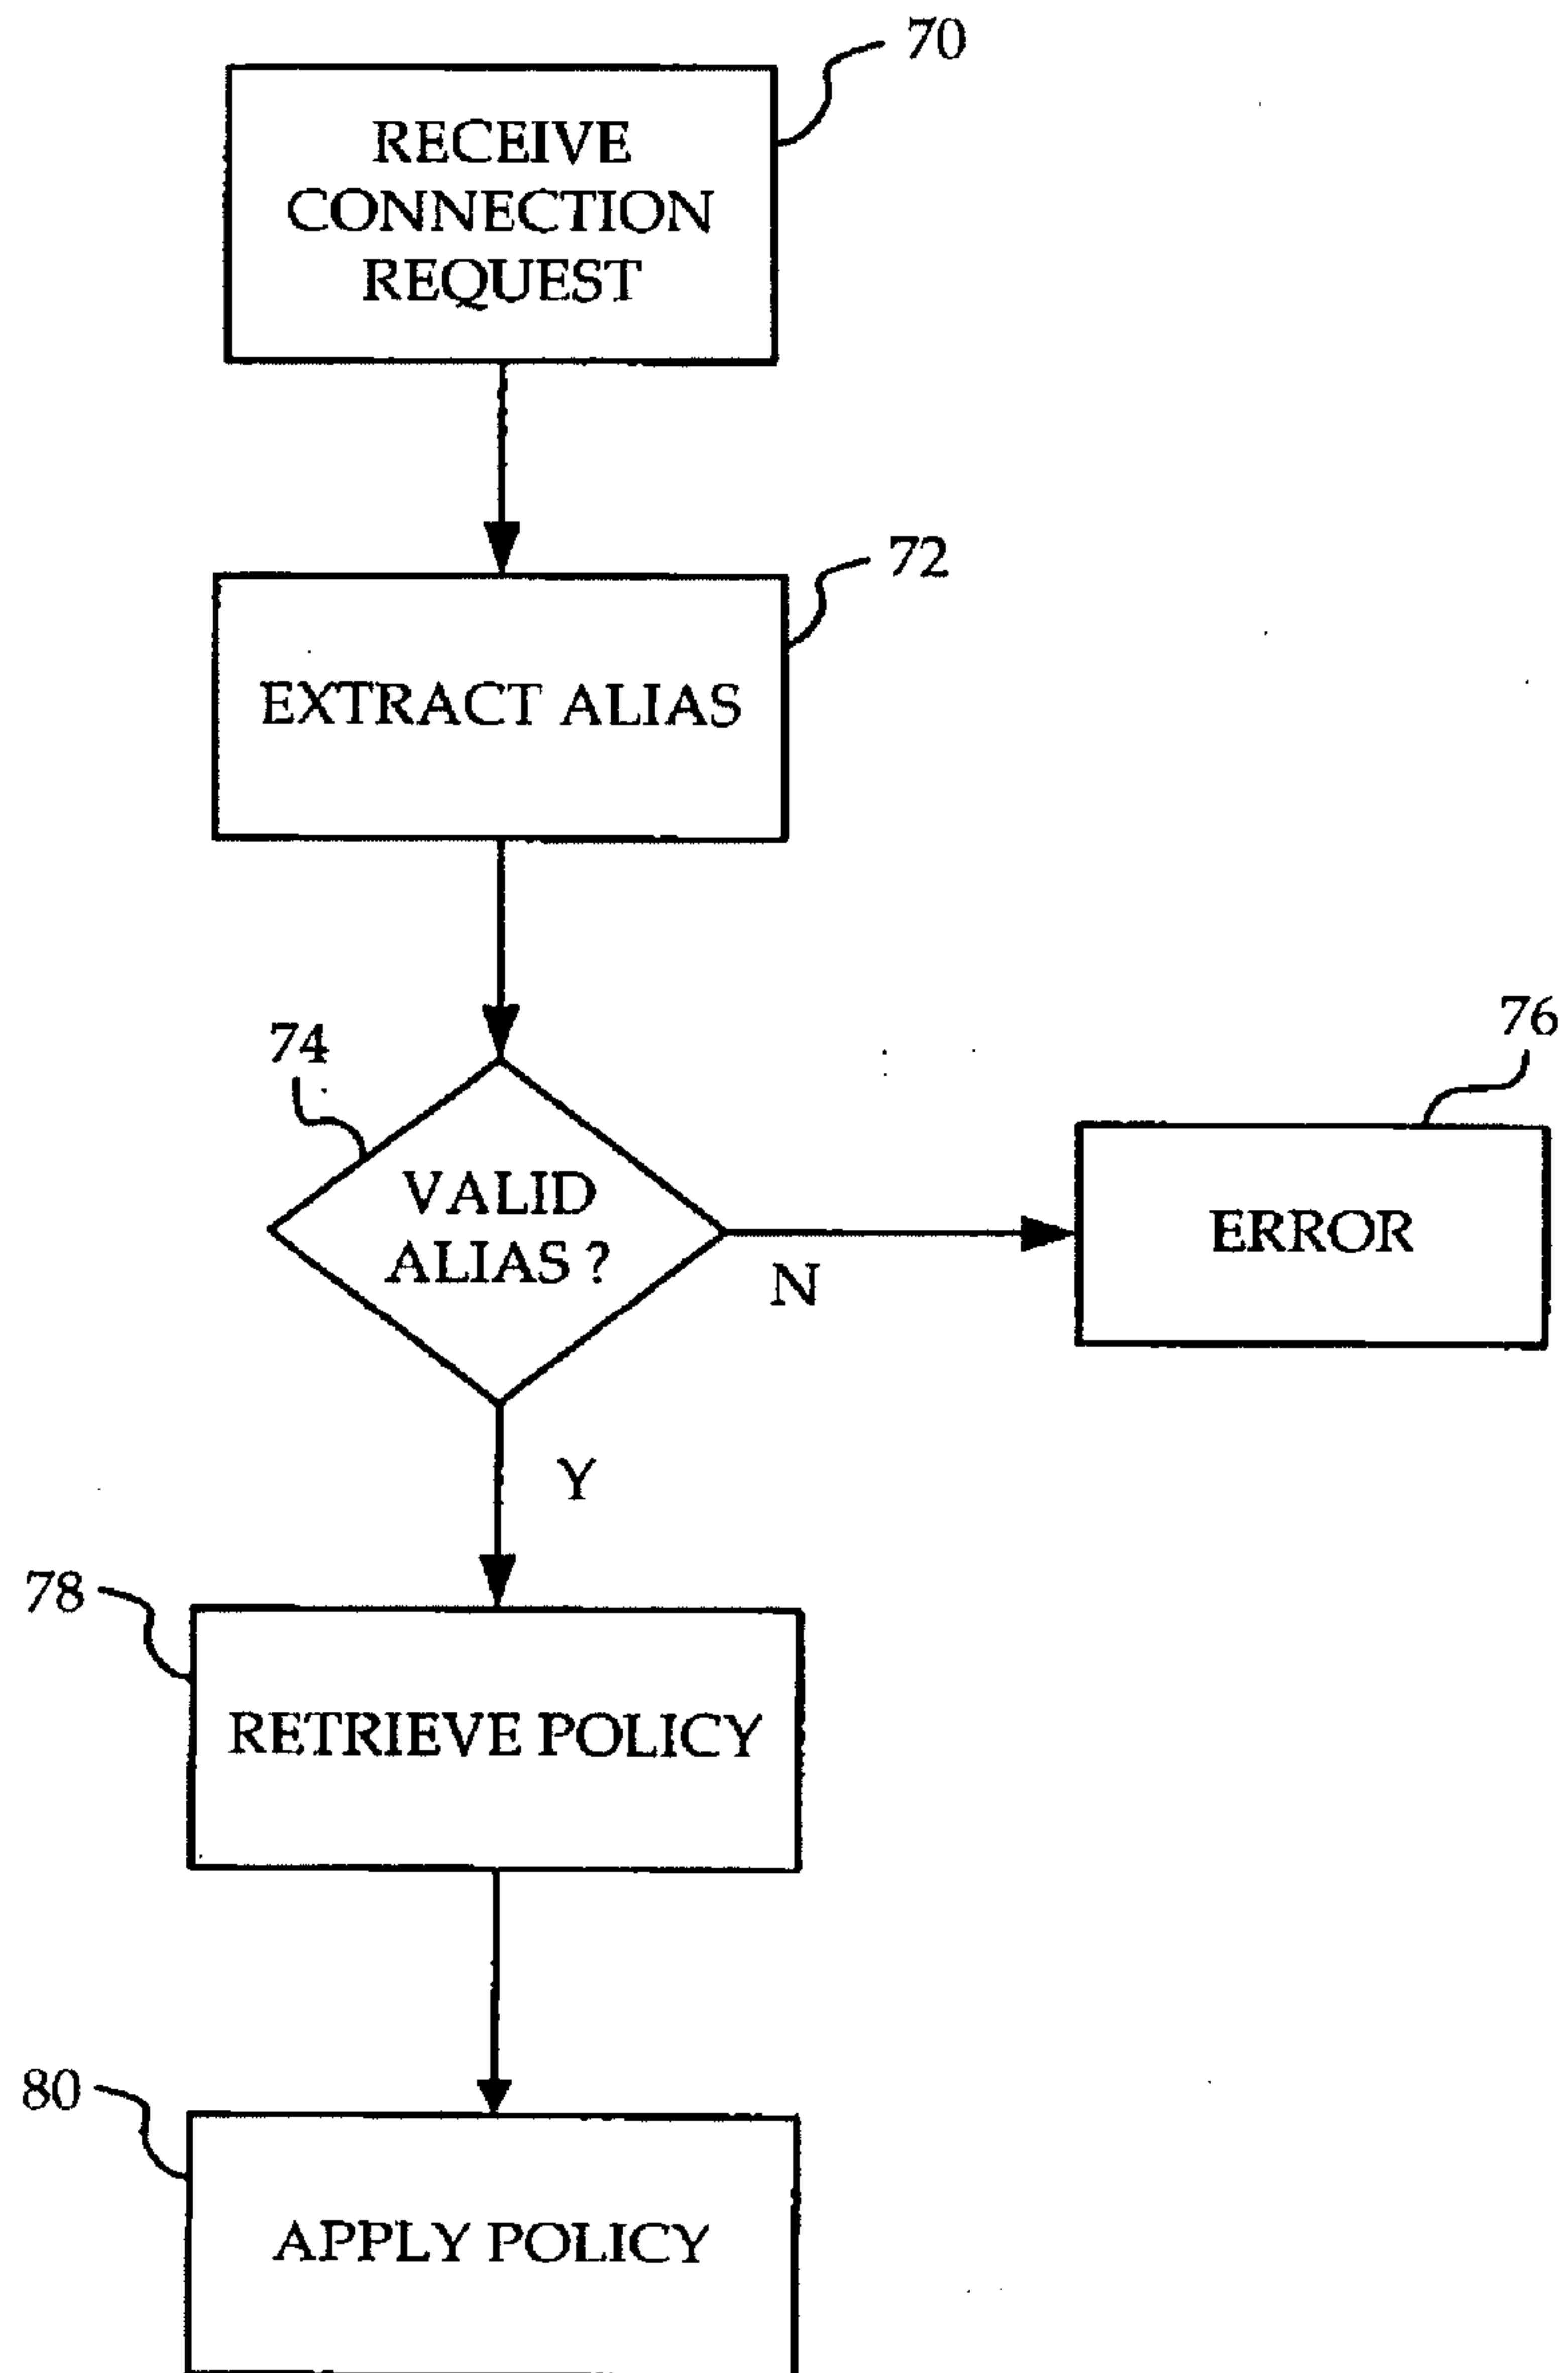 70
RECEIVE
CONNECTION
REQUEST
72
EXTRACT ALIAS
74
VALID
ALIAS ?
N
76
ERROR
Y
78
RETRIEVE POLICY
80
APPLY POLICY